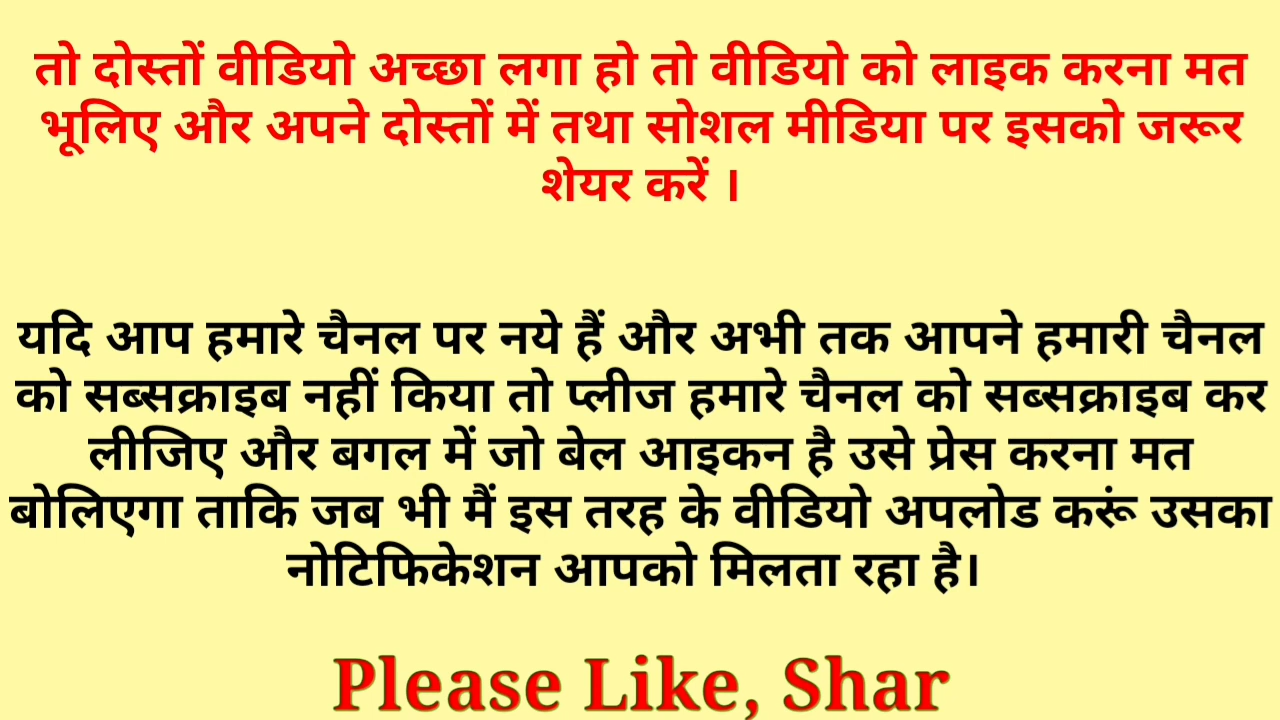 तो दोस्तों वीडियो अच्छा लगा हो तो वीडियो को लाइक करना मत
भूलिए और अपने दोस्तों में तथा सोशल मीडिया पर इसको जरूर
शेयर करें ।
यदि आप हमारे चैनल पर नये हैं और अभी तक आपने हमारी चैनल
को सब्सक्राइब नहीं किया तो प्लीज हमारे चैनल को सब्सक्राइब कर
लीजिए और बगल में जो बेल आइकन है उसे प्रेस करना मत
बोलिएगा ताकि जब भी मैं इस तरह के वीडियो अपलोड करूं उसका
नोटिफिकेशन आपको मिलता रहा है।
Please Like, Shar